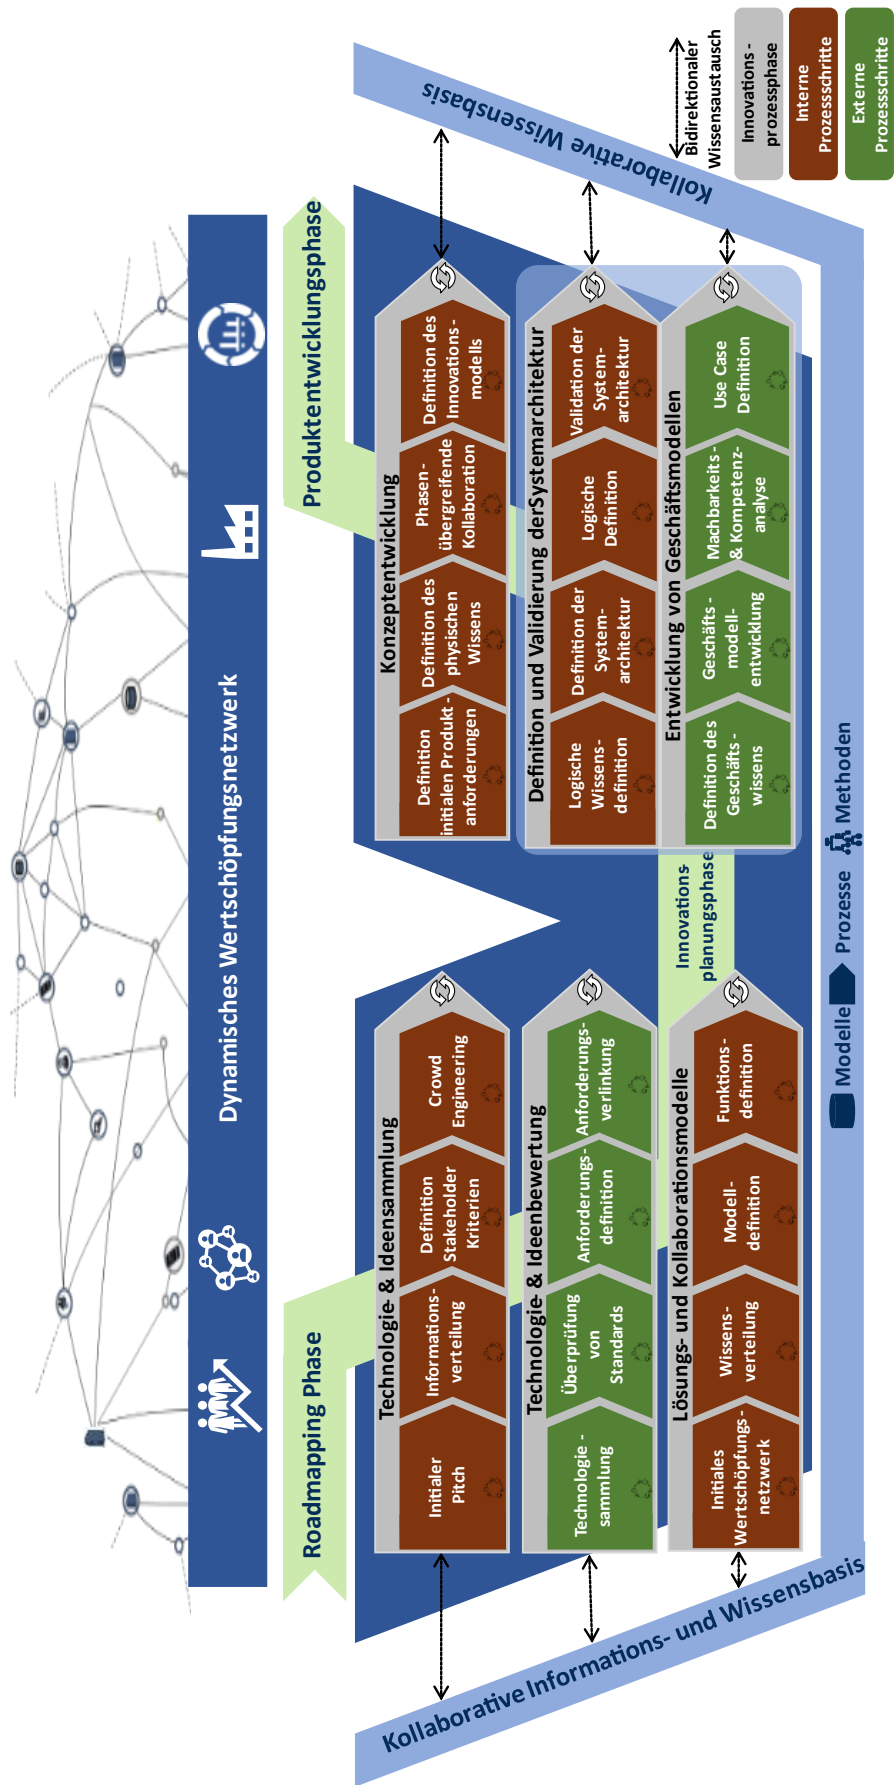 Dynamisches Wertschöpfungsnetzwerk
Roadmapping Phase
Produktentwicklungsphase
Technologie- & Ideensammlung
Initialer
Pitch
Informations-
verteilung
Definition
Stakeholder
Kriterien
Crowd
Engineering
Technologie- & Ideenbewertung
Technologie -
sammlung
Überprüfung
von
Standards
Anforderungs-
definition
Anforderungs-
verlinkung
Lösungs- und Kollaborationsmodelle
Initiales
Wertschöpfungs-
netzwerk
Wissens-
verteilung
Modell-
definition
Funktions-
definition
Innovations-
planungsphase
Konzeptentwicklung
Definition
initialen Produkt -
anforderungen
Definition des
physischen
Wissens
Phasen-
übergreifende
Kollaboration
Definition des
Innovations -
modells
Definition und Validierung derSystemarchitektur
Logische
Wissens-
definition
Definition der
System-
architektur
Logische
Definition
Validation der
System-
architektur
Entwicklung von Geschäftsmodellen
Definition des
Geschäfts -
wissens
Geschäfts -
modell-
entwicklung
Machbarkeits -
& Kompetenz-
analyse
Use Case
Definition
Kollaborative Informations- und Wissensbasis
Modelle
Prozesse
Methoden
Kollaborative Wissensbasis
Bidirektionaler
Wissensaustausch
Innovations -
prozessphase
Interne
Prozessschritte
Externe
Prozessschritte